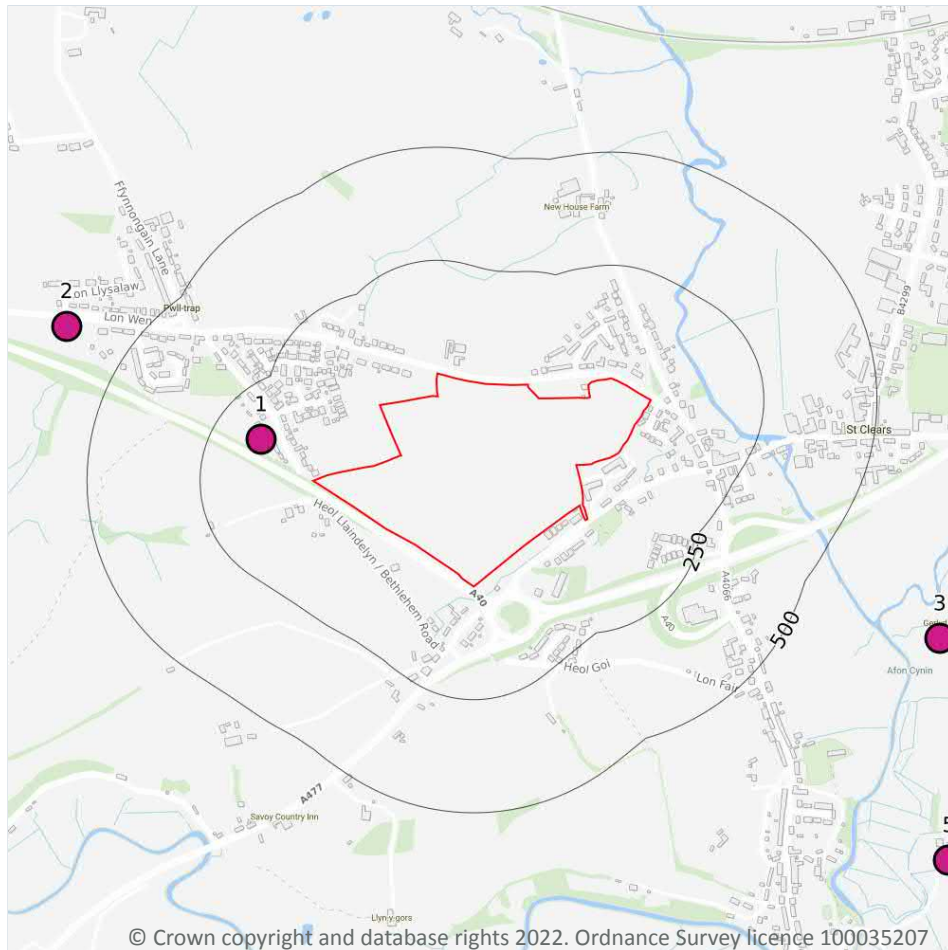 New House Farm
Ffynnongain Lane
B4299
2
on Llysalaw
Pwll-trap
Lon Wen
1
St Clears
Heol Llaindelyn / Bethlehem Road
250
A40
A4066
500
3
A40
Heol Goi
Lon Fair
Afon Cynin
A477
Savoy Country Inn
5
Llyn-y-gors
© Crown copyright and database rights 2022. Ordnance Survey licence 100035207